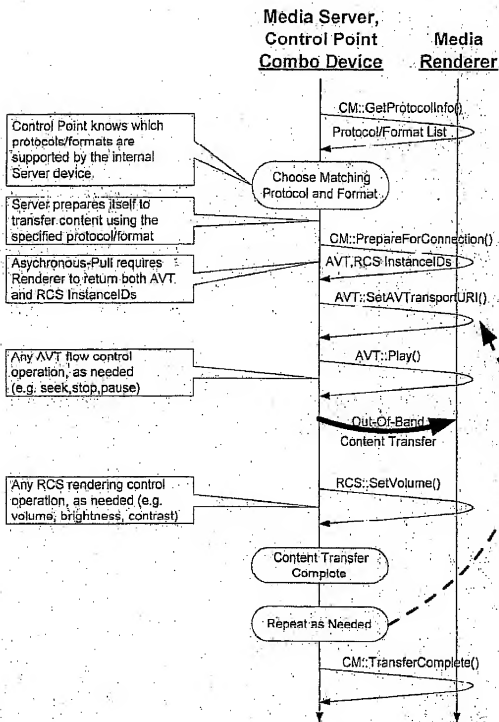 Media Server,
Control Point
Combo Device
Media
Renderer
CM::GetProtocolInfo()
Protocol/Format List
Control Point knows which
protocols/formats are
supported by the internal
Server device
Choose Matching
Protocol and Format
Server prepares itself to
transfer content using the
specified protocol/format
CM::PrepareForConnection()
Asychronous-Pull requires
Renderer to return both AVT
and RCS InstanceIDs
AVT,RCS InstanceIDs
AVT::SetAVTransportURI()
Any AVT flow control
operation, as needed
(e.g. seek,stop,pause)
AVT::Play()
Out-Of-Band
Content Transfer
Any RCS rendering control
operation, as needed (e.g.
volume, brightness, contrast)
RCS::SetVolume()
Content Transfer
Complete
Repeat as Needed
CM::TransferComplete()